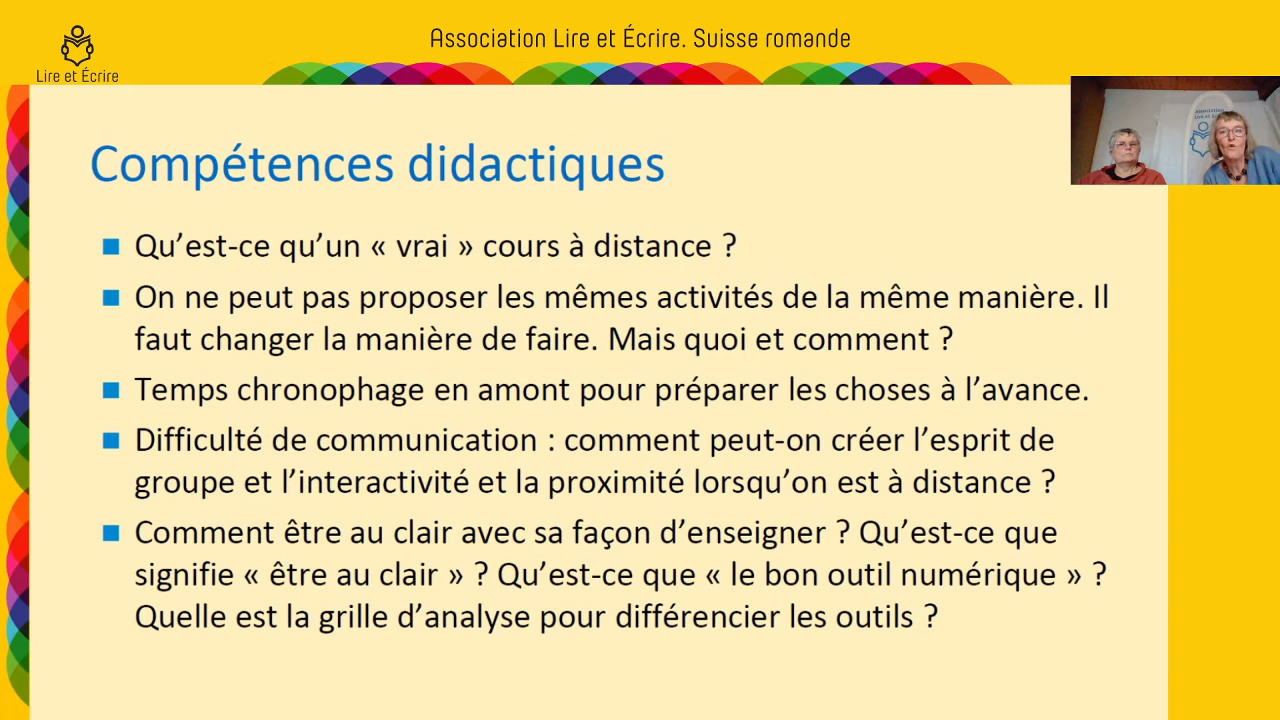 Association Lire et Écrire. Suisse romande
Lire et Écrire
Association
Compétences didactiques
Qu’est-ce qu’un « vrai » cours à distance ?
On ne peut pas proposer les mêmes activités de la même manière. Il
faut changer la manière de faire. Mais quoi et comment ?
Temps chronophage en amont pour préparer les choses à l’avance.
Difficulté de communication : comment peut-on créer l’esprit de
groupe et l’interactivité et la proximité lorsqu’on est à distance ?
Comment être au clair avec sa façon d’enseigner ? Qu’est-ce que
signifie « être au clair » ? Qu’est-ce que « le bon outil numérique » ?
Quelle est la grille d’analyse pour différencier les outils ?